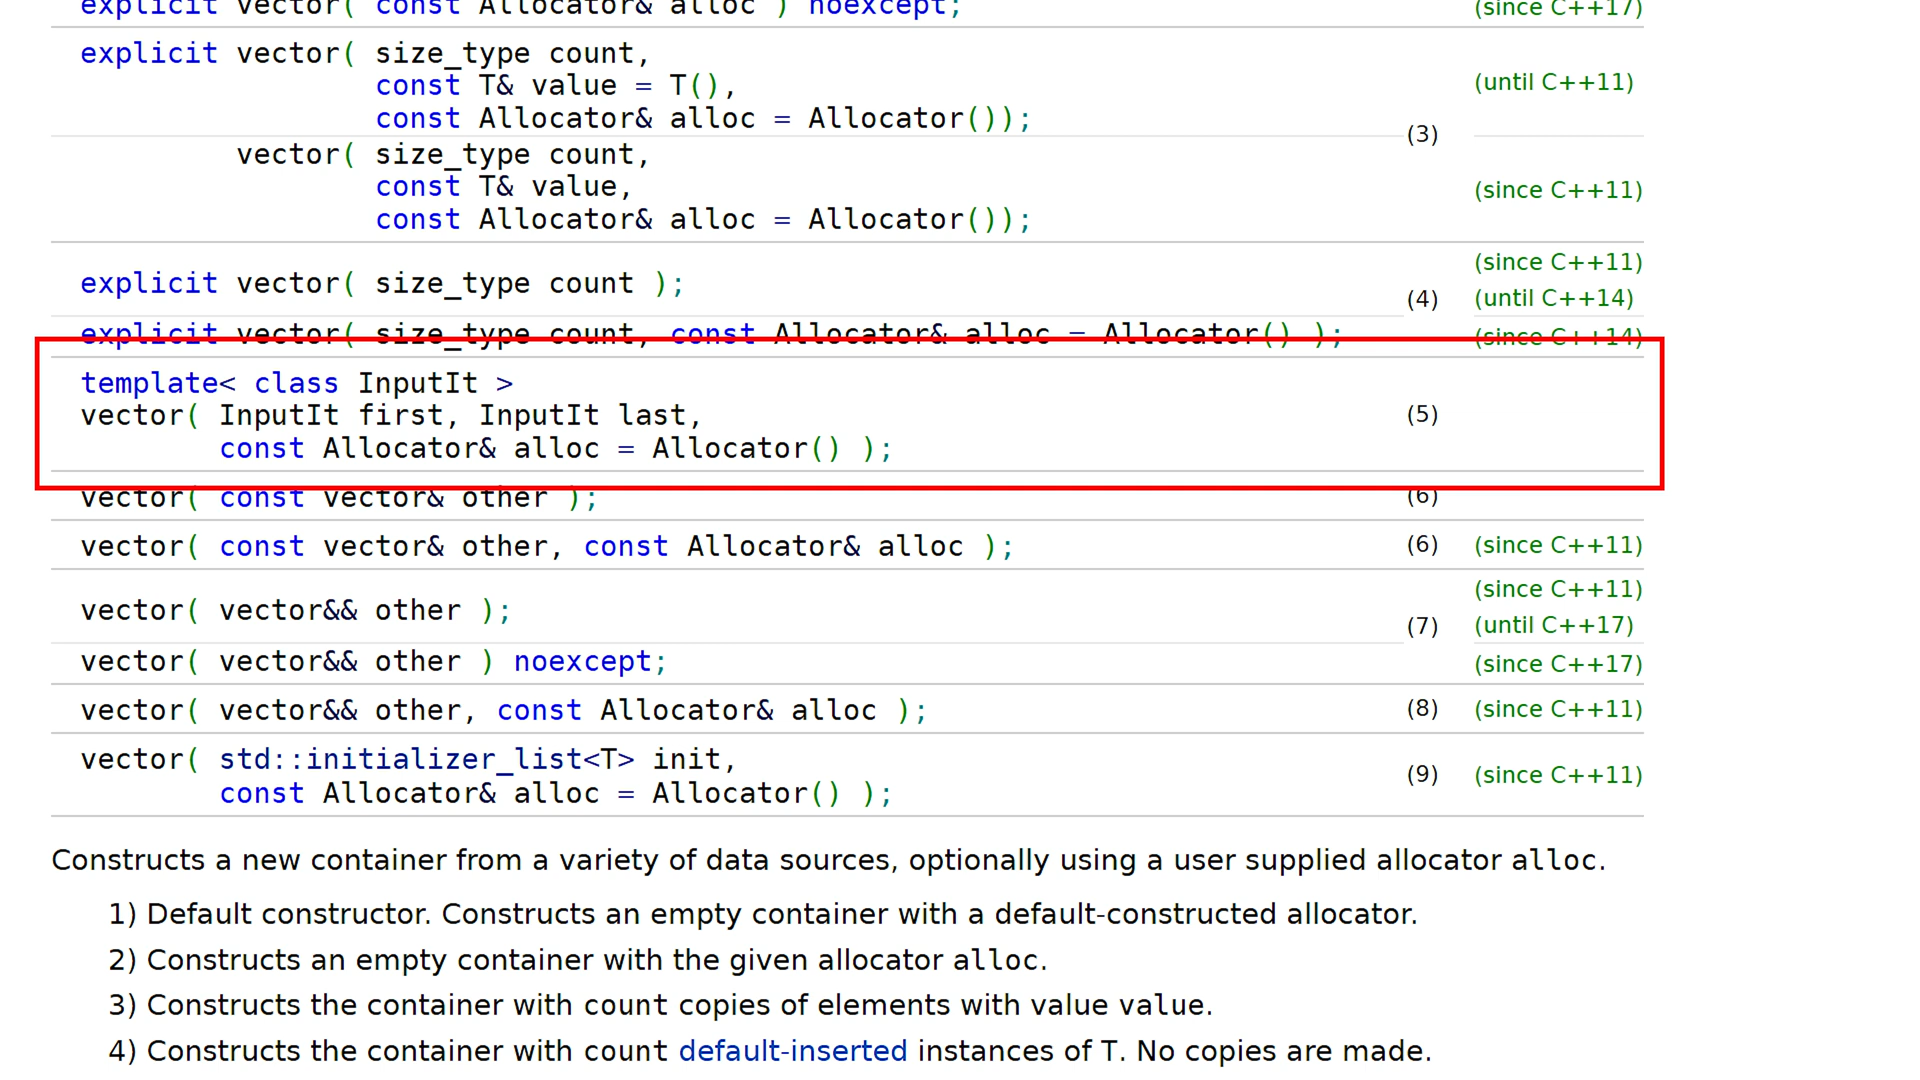 explicit vector( const Allocator& alloc ) noexcept; (since C++17)
explicit vector( size_type count,
const T& value = T(), (until C++11)
const Allocator& alloc = Allocator());
(3)
vector( size_type count,
const T& value, (since C++11)
const Allocator& alloc = Allocator());
(since C++11)
explicit vector( size_type count );
(4) (until C++14)
explicit vector( size_type count, const Allocator& alloc = Allocator() ); (since C++14)
template< class InputIt >
vector( InputIt first, InputIt last, (5)
const Allocator& alloc = Allocator() );
vector( const vector& other ); (6)
vector( const vector& other, const Allocator& alloc ); (6) (since C++11)
(since C++11)
vector( vector&& other );
(7) (until C++17)
vector( vector&& other ) noexcept; (since C++17)
vector( vector&& other, const Allocator& alloc ); (8) (since C++11)
vector( std::initializer_list<T> init,
(9) (since C++11)
const Allocator& alloc = Allocator() );
Constructs a new container from a variety of data sources, optionally using a user supplied allocator alloc.
1) Default constructor. Constructs an empty container with a default-constructed allocator.
2) Constructs an empty container with the given allocator alloc.
3) Constructs the container with count copies of elements with value value.
4) Constructs the container with count default-inserted instances of T. No copies are made.